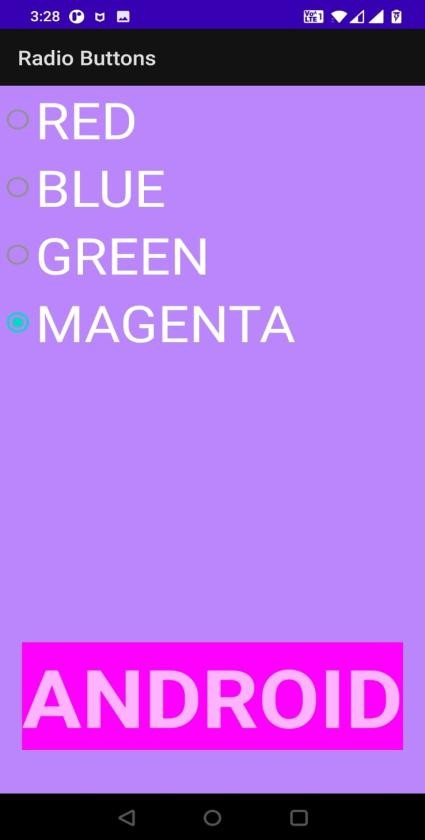 3:28
Radio Buttons
RED
BLUE
GREEN
MAGENTA
ANDROID